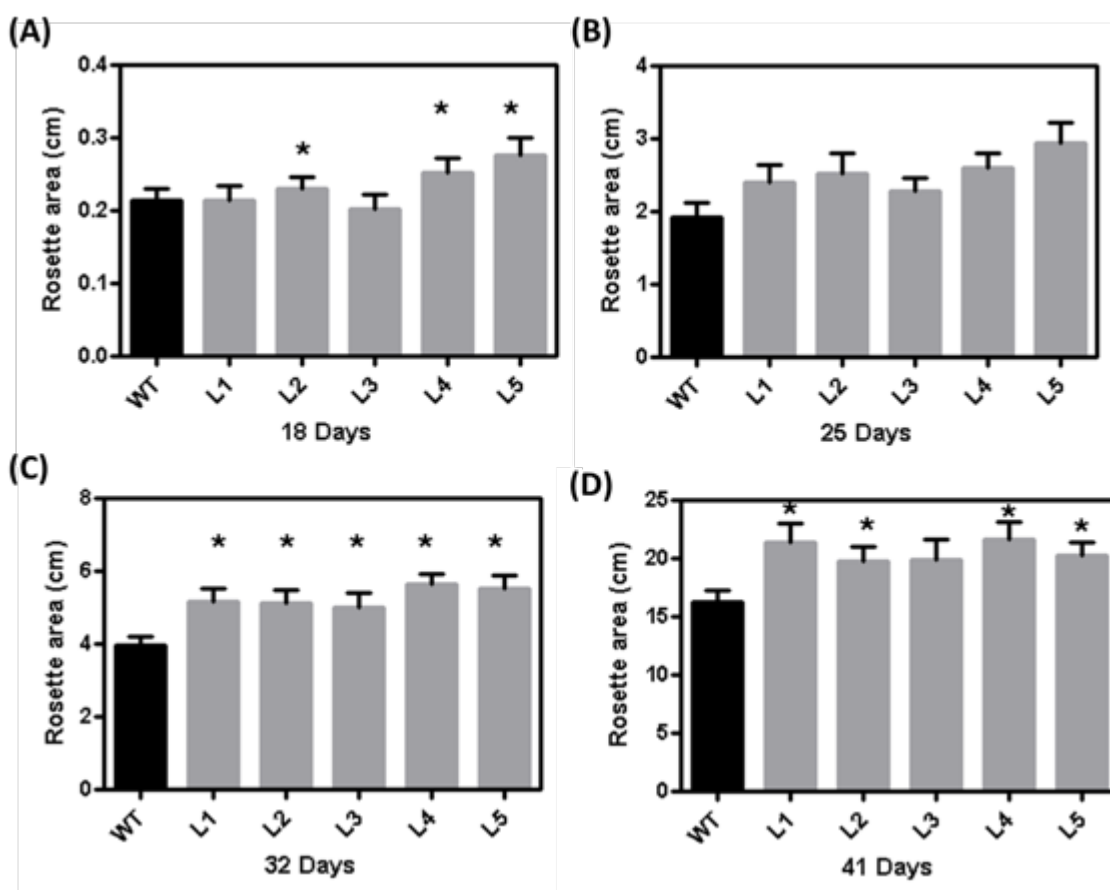 (A)
Rosette area (cm)
0.4
0.3
0.2
0.1
0.0
* * *
WT L1 L2 L3 L4 L5
18 Days
(B)
Rosette area (cm)
4
3
2
1
0
WT L1 L2 L3 L4 L5
25 Days
(C)
Rosette area (cm)
8
6
4
2
0
* * * * *
WT L1 L2 L3 L4 L5
32 Days
(D)
Rosette area (cm)
25
20
15
10
5
0
* * * *
WT L1 L2 L3 L4 L5
41 Days